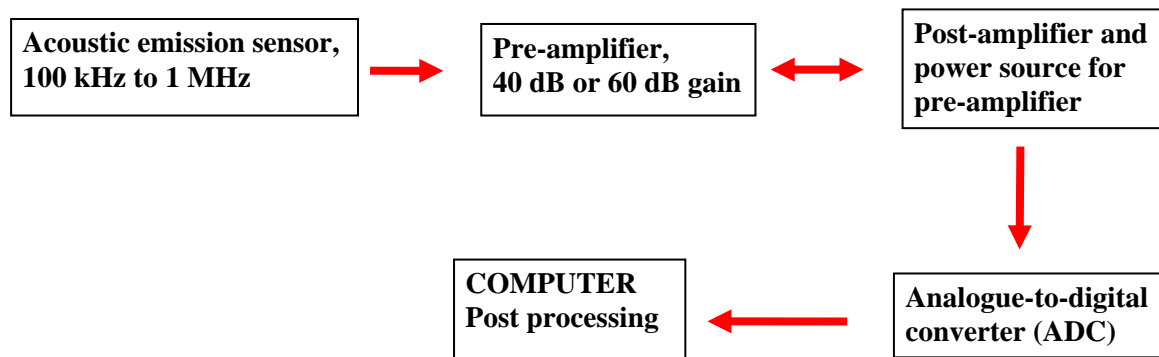 Acoustic emission sensor,
100 kHz to 1 MHz
Pre-amplifier,
40 dB or 60 dB gain
Post-amplifier and
power source for
pre-amplifier
Analogue-to-digital
converter (ADC)
COMPUTER
Post processing